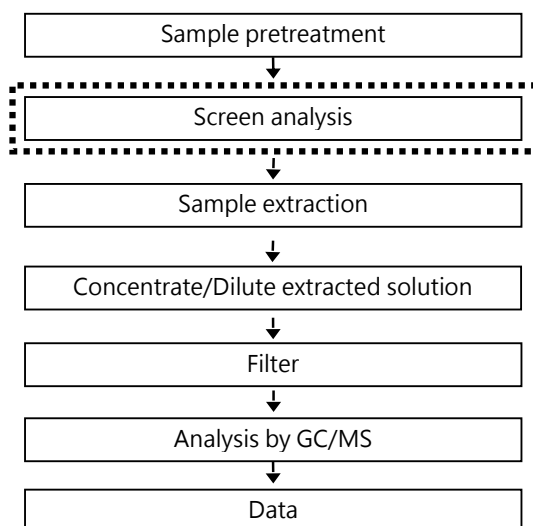 Sample pretreatment
Screen analysis
Sample extraction
Concentrate/Dilute extracted solution
Filter
Analysis by GC/MS
Data